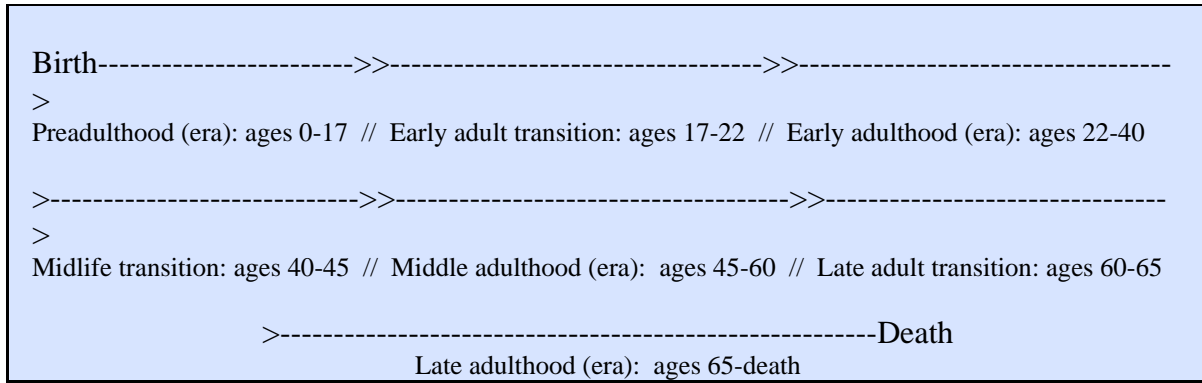 Birth------------------------>>----------------------------------->>-----------------------------------
>
Preadulthood (era): ages 0-17 // Early adult transition: ages 17-22 // Early adulthood (era): ages 22-40
>----------------------------->>------------------------------------->>--------------------------------
>
Midlife transition: ages 40-45 // Middle adulthood (era): ages 45-60 // Late adult transition: ages 60-65
>--------------------------------------------------------Death
Late adulthood (era): ages 65-death